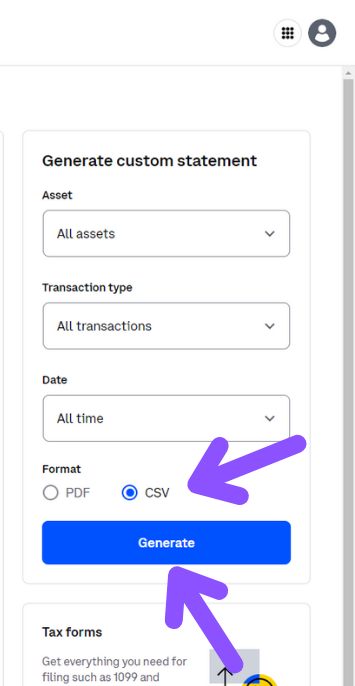 Generate custom statement
Asset
All assets
Transaction type
All transactions
Date
All time
Format
PDF CSV
Generate
Tax forms
Get everything you need for
filing such as 1099 and